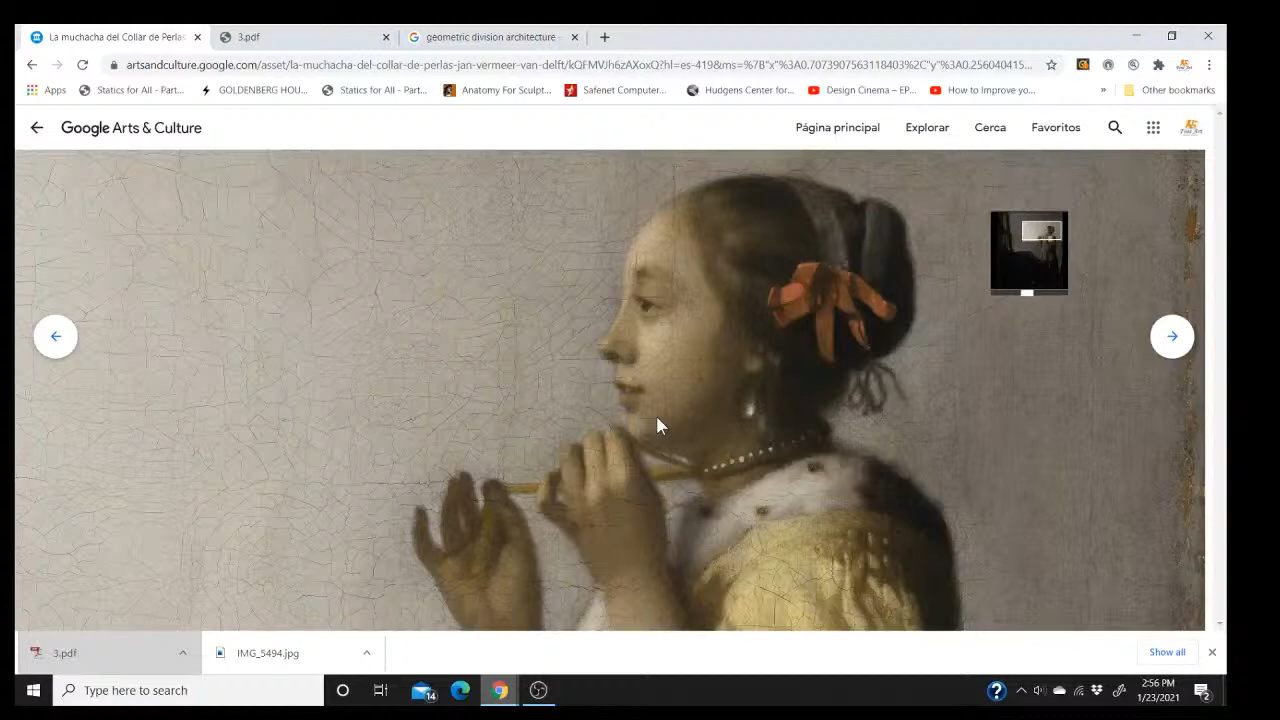 La muchacha del Collar de Perlas
3.pdf
geometric division architecture -
artsandculture.google.com/asset/la-muchacha-del-collar-de-perlas-jan-vermeer-van-delft/kQFMVJh6zAXoxQ?hl=es-419&ms=%7B"x"%3A0.7073907563118403%2C"y"%3A0.256040415...
Apps
Statics for All - Part...
GOLDENBERG HOU...
Statics for All - Part...
Anatomy For Sculpt...
Safenet Computer...
Hudgens Center for...
Design Cinema – EP...
How to Improve yo...
»
Other bookmarks
Google Arts & Culture
Página principal
Explorar
Cerca
Favoritos
3.pdf
IMG_5494.jpg
Show all
Type here to search
14
2:56 PM
1/23/2021
2